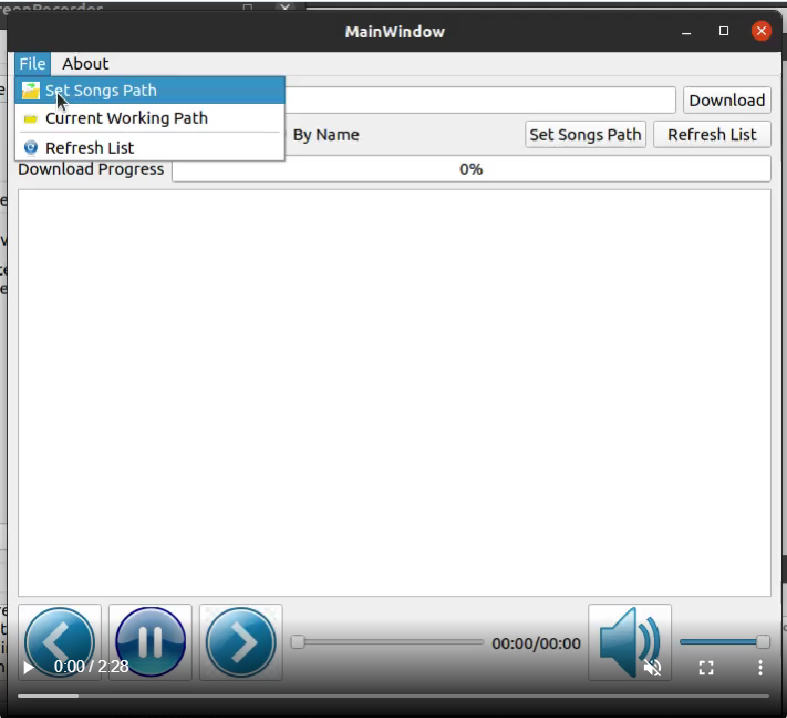 MainWindow
File About
Set Songs Path
Download
Current Working Path
By Name
Set Songs Path
Refresh List
Refresh List
Download Progress
0%
00:00/00:00
0:00 / 2:28